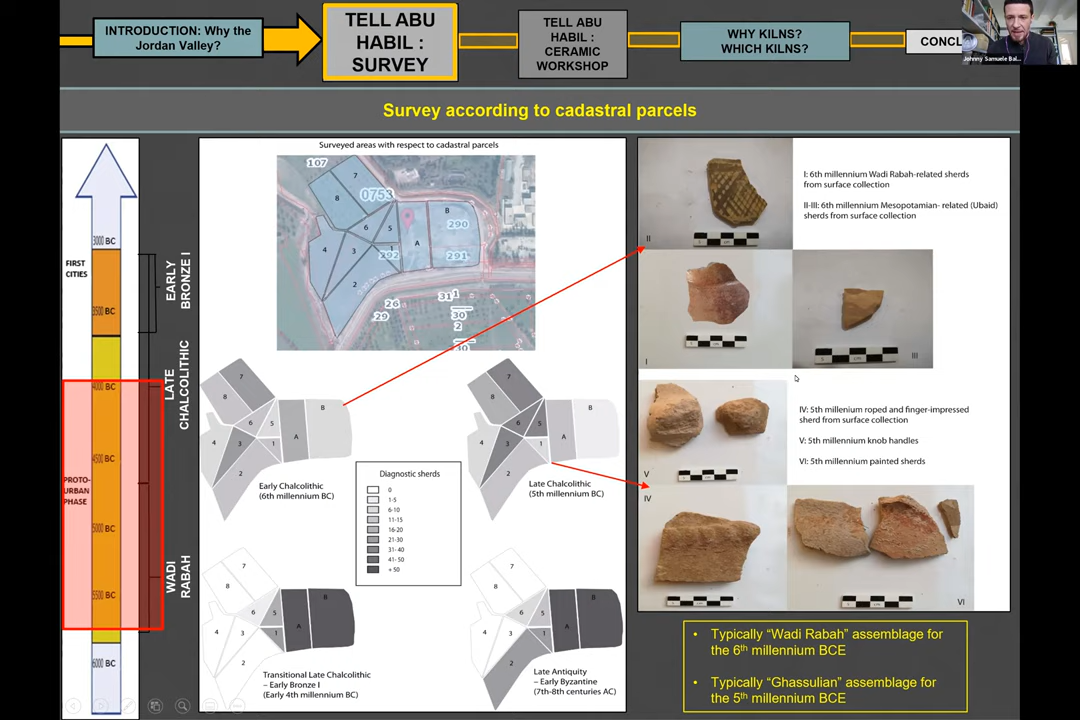 INTRODUCTION: Why the
Jordan Valley?
TELL ABU
HABIL :
SURVEY
TELL ABU
HABIL :
CERAMIC
WORKSHOP
WHY KILNS?
WHICH KILNS?
CONCL
Johnny Samuele Bal...
Survey according to cadastral parcels
3000 BC
FIRST
CITIES
3500 BC
EARLY
BRONZE I
4000 BC
LATE
CHALCOLITHIC
4500 BC
PROTO-
URBAN
PHASE
5000 BC
5500 BC
WADI
RABAH
6000 BC
Surveyed areas with respect to cadastral parcels
107
7
8
0753
6
5
B
290
4
3
1
292
A
291
2
26
29
311
30
2
30
7
8
6
5
B
4
3
1
A
2
Early Chalcolithic
(6th millennium BC)
7
8
6
5
B
4
3
1
A
2
Late Chalcolithic
(5th millennium BC)
Diagnostic sherds
0
1-5
6-10
11-15
16-20
21-30
31- 40
41- 50
+ 50
7
8
6
5
B
4
3
1
A
2
Transitional Late Chalcolithic
– Early Bronze I
(Early 4th millennium BC)
7
8
6
5
B
4
3
1
A
2
Late Antiquity
– Early Byzantine
(7th-8th centuries AC)
II
I: 6th millennium Wadi Rabah-related sherds
from surface collection
II-III: 6th millennium Mesopotamian- related (Ubaid)
sherds from surface collection
I
III
V
IV: 5th millenium roped and finger-impressed
sherd from surface collection
V: 5th millennium knob handles
VI: 5th millennium painted sherds
IV
VI
• Typically “Wadi Rabah” assemblage for
the 6th millennium BCE
• Typically “Ghassulian” assemblage for
the 5th millennium BCE